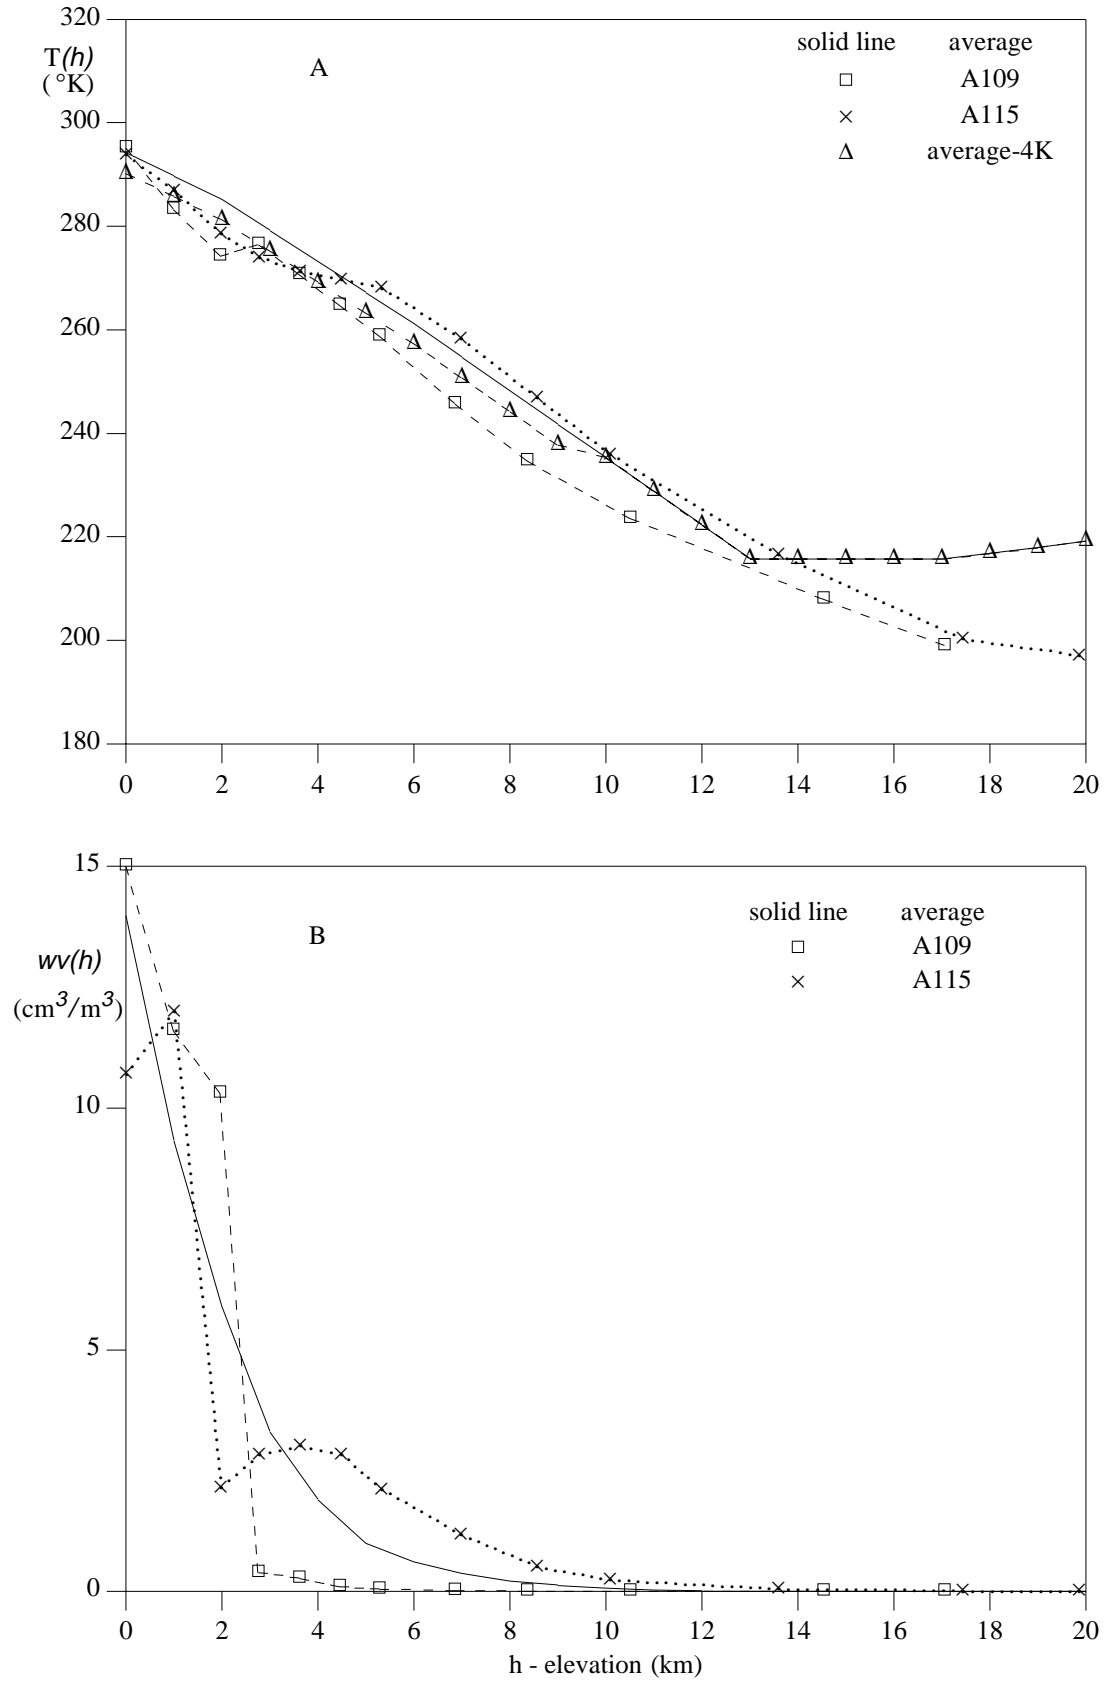 320
T(h)
(°K)
A
solid line average
A109
A115
average-4K
300
280
260
240
220
200
180
0 2 4 6 8 10 12 14 16 18 20
15
B
solid line average
A109
A115
wv(h)
(cm³/m³)
10
5
0
0 2 4 6 8 10 12 14 16 18 20
h - elevation (km)